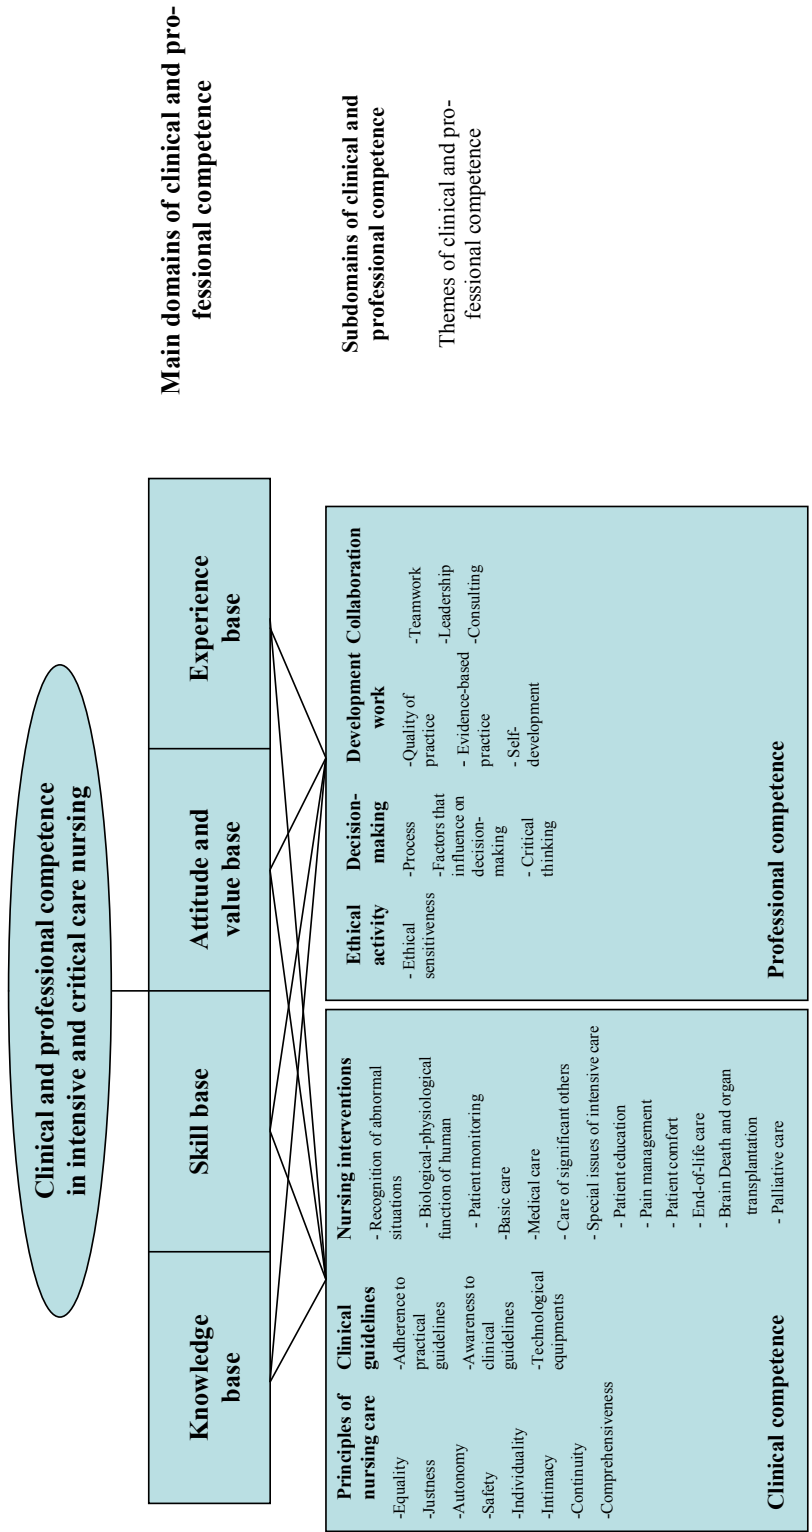 Clinical and professional competence
in intensive and critical care nursing
Main domains of clinical and pro-
fessional competence
Knowledge
base
Skill base
Attitude and
value base
Experience
base
Subdomains of clinical and
professional competence
Themes of clinical and pro-
fessional competence
Principles of
nursing care
-Equality
-Justness
-Autonomy
-Safety
-Individuality
-Intimacy
-Continuity
-Comprehensiveness
Clinical
guidelines
-Adherence to
practical
guidelines
-Awareness to
clinical
guidelines
-Technological
equipments
Nursing interventions
- Recognition of abnormal
situations
- Biological-physiological
function of human
- Patient monitoring
-Basic care
-Medical care
- Care of significant others
- Special issues of intensive care
- Patient education
- Pain management
- Patient comfort
- End-of-life care
- Brain Death and organ
transplantation
- Palliative care
Clinical competence
Ethical
activity
- Ethical
sensitiveness
Decision-
making
-Process
-Factors that
influence on
decision-
making
- Critical
thinking
Development
work
-Quality of
practice
- Evidence-based
practice
- Self-
development
Collaboration
-Teamwork
-Leadership
-Consulting
Professional competence